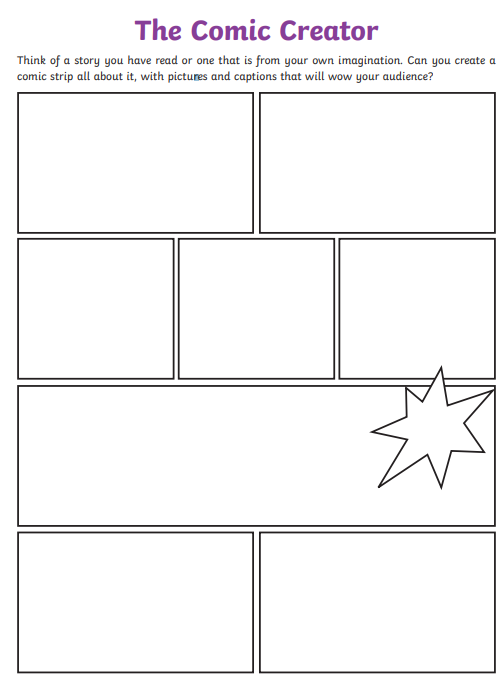 The Comic Creator
Think of a story you have read or one that is from your own imagination. Can you create a
comic strip all about it, with pictures and captions that will wow your audience?